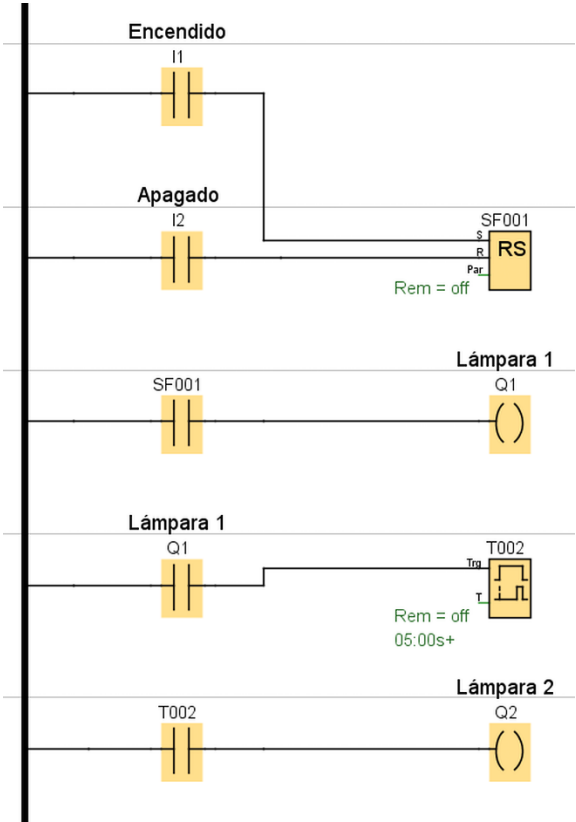 Encendido
I1
Apagado
I2
SF001
S
R
RS
Par
Rem = off
Lámpara 1
SF001
Q1
Lámpara 1
Q1
T002
Trg
T
Rem = off
05:00s+
Lámpara 2
T002
Q2